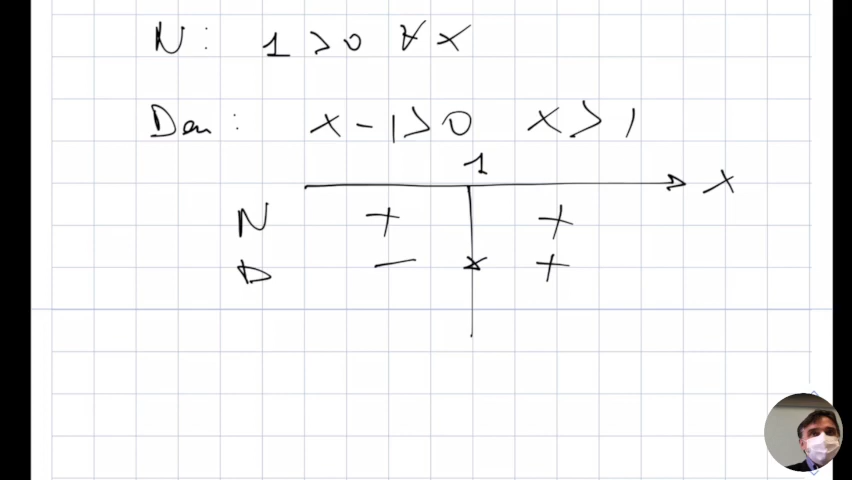 N: 1 > 0 ∀ x
Den: x - 1 > 0 x > 1
1
x
N + +
D - x +